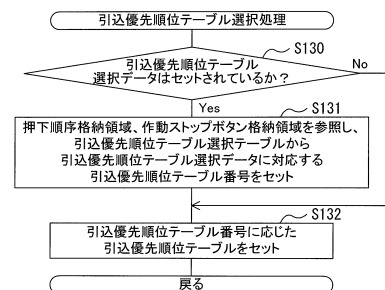 引込優先順位テーブル選択処理
S130
引込優先順位テーブル
選択データはセットされているか？
No
Yes
S131
押下順序格納領域、作動ストップボタン格納領域を参照し、
引込優先順位テーブル選択テーブルから
引込優先順位テーブル選択データに対応する
引込優先順位テーブル番号をセット
S132
引込優先順位テーブル番号に応じた
引込優先順位テーブルをセット
戻る